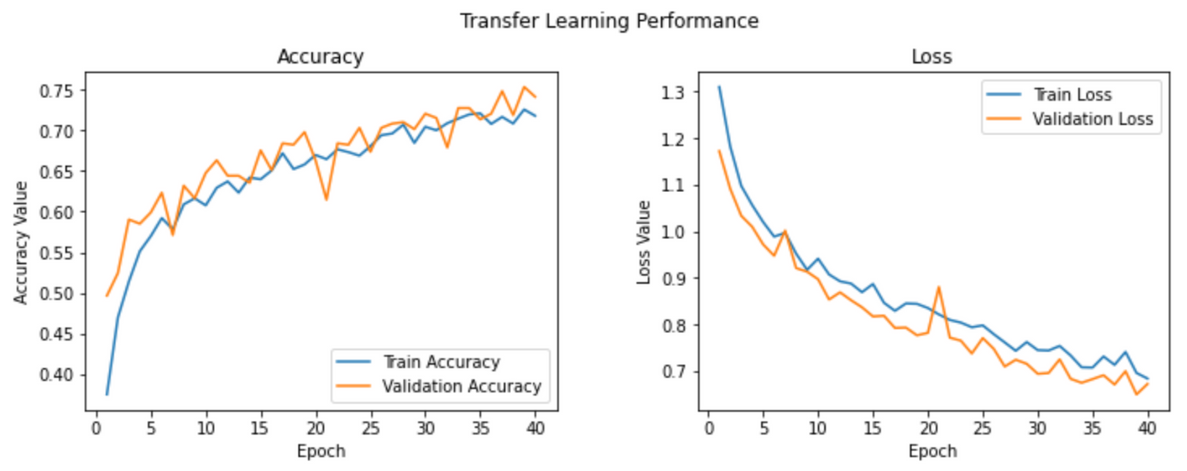 Transfer Learning Performance
Accuracy
0.75
0.70
0.65
0.60
0.55
0.50
0.45
0.40
Accuracy Value
Train Accuracy
Validation Accuracy
0 5 10 15 20 25 30 35 40
Epoch
Loss
1.3
1.2
1.1
1.0
0.9
0.8
0.7
Loss Value
Train Loss
Validation Loss
0 5 10 15 20 25 30 35 40
Epoch